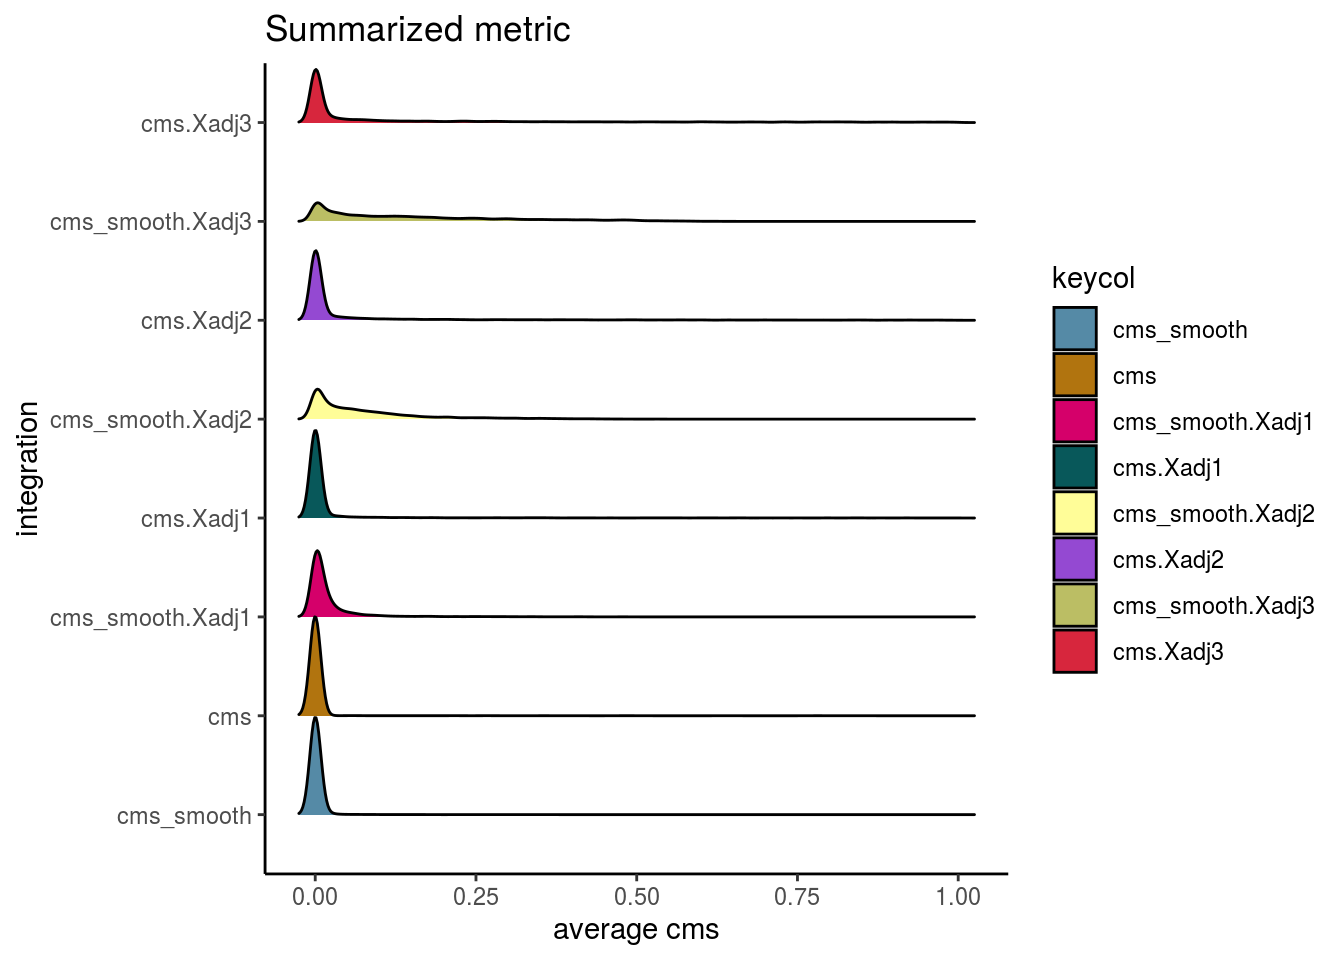 Summarized metric
cms.Xadj3
cms_smooth.Xadj3
cms.Xadj2
cms_smooth.Xadj2
cms.Xadj1
cms_smooth.Xadj1
cms
cms_smooth
integration
0.00 0.25 0.50 0.75 1.00
average cms
keycol
cms_smooth
cms
cms_smooth.Xadj1
cms.Xadj1
cms_smooth.Xadj2
cms.Xadj2
cms_smooth.Xadj3
cms.Xadj3